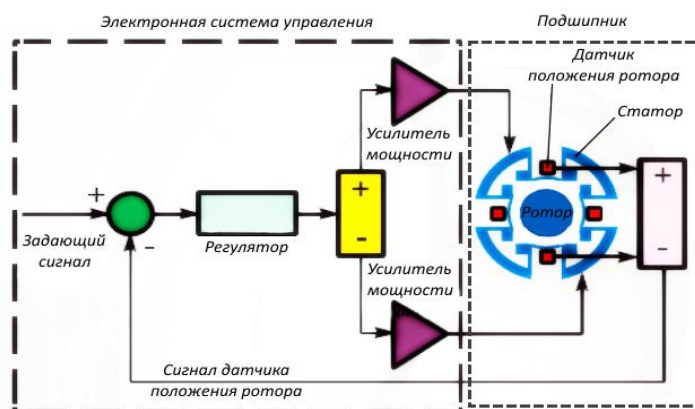 Электронная система управления
Подшипник
Датчик
положения ротора
Статор
Усилитель
мощности
+
+
+
Ротор
Задающий
сигнал
–
Регулятор
-
–
Усилитель
мощности
Сигнал датчика
положения ротора